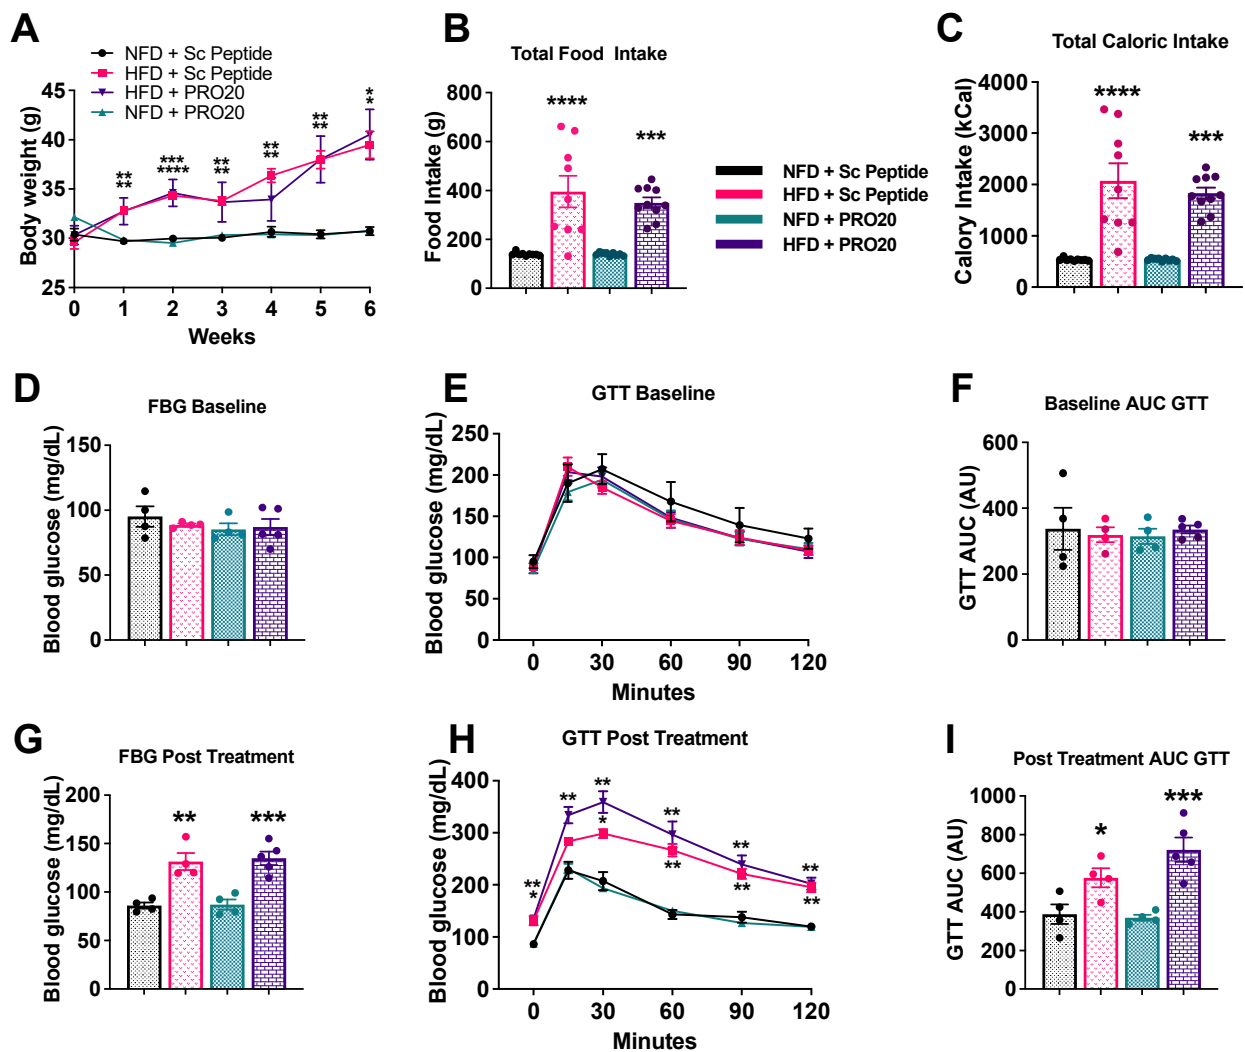 A
NFD + Sc Peptide
HFD + Sc Peptide
HFD + PRO20
NFD + PRO20
Body weight (g)
45
40
35
30
25
**
**
***
****
**
**
**
**
**
**
*
*
0 1 2 3 4 5 6
Weeks
B
Total Food Intake
Food Intake (g)
800
600
400
200
0
****
***
NFD + Sc Peptide
HFD + Sc Peptide
NFD + PRO20
HFD + PRO20
C
Total Caloric Intake
Calory Intake (kCal)
4000
3000
2000
1000
0
****
***
D
FBG Baseline
Blood glucose (mg/dL)
150
100
50
0
E
GTT Baseline
Blood glucose (mg/dL)
250
200
150
100
50
0
0 30 60 90 120
Minutes
F
Baseline AUC GTT
GTT AUC (AU)
600
400
200
0
G
FBG Post Treatment
Blood glucose (mg/dL)
200
150
100
50
0
**
***
H
GTT Post Treatment
Blood glucose (mg/dL)
400
300
200
100
0
**
*
**
**
*
**
**
**
**
**
**
0 30 60 90 120
Minutes
I
Post Treatment AUC GTT
GTT AUC (AU)
1000
800
600
400
200
0
*
***